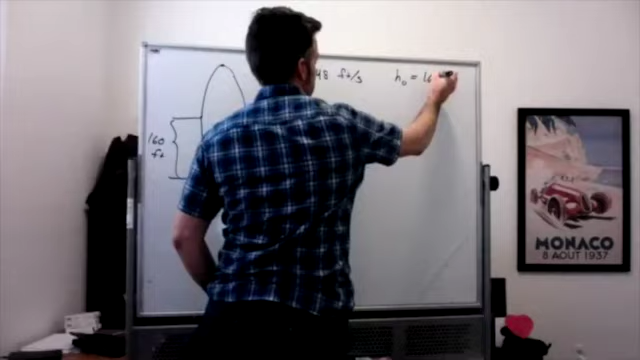 48 ft/s
h₀ = 16
160
ft
MONACO
8 AOUT 1937